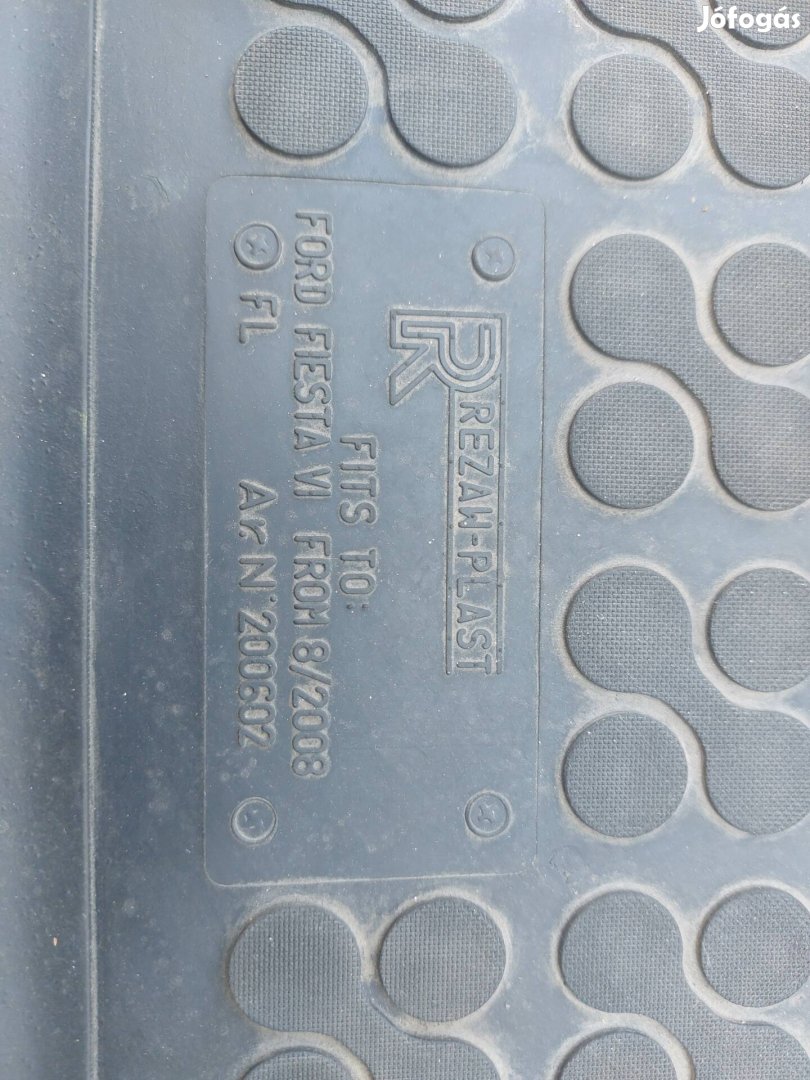 Jófogás
R REZAW-PLAST
FITS TO:
FORD FIESTA VI FROM 8/2008
FL Ar N° 200602